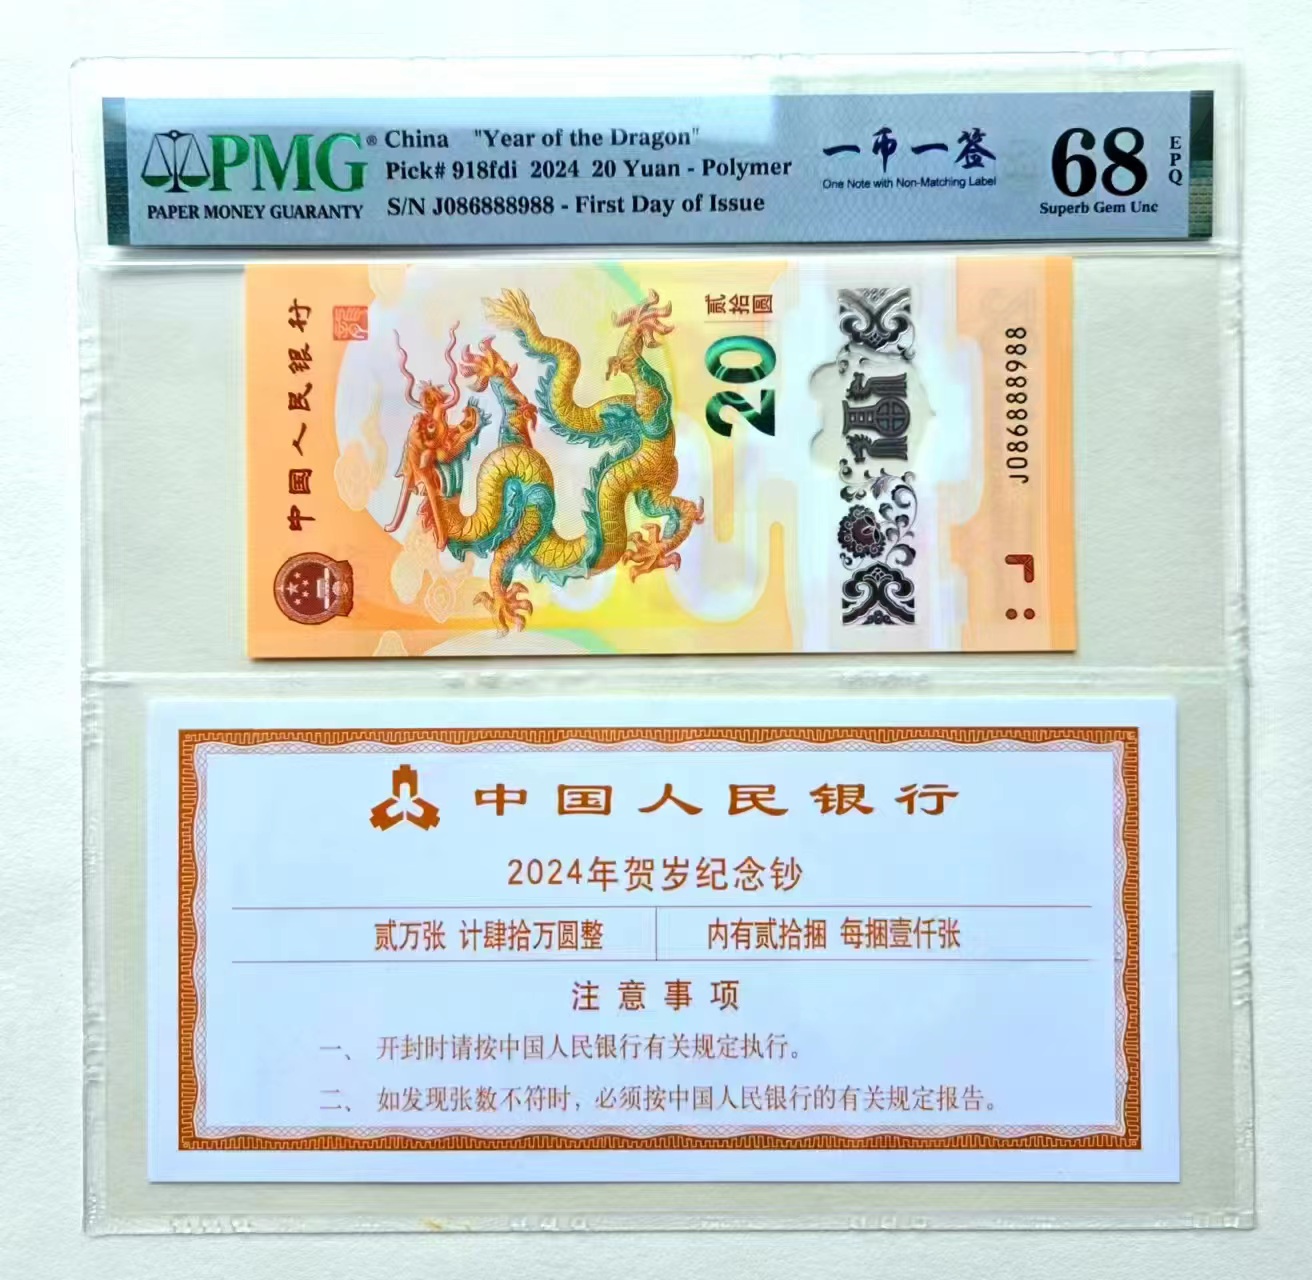 PMG®
PAPER MONEY GUARANTY
China "Year of the Dragon"
Pick# 918fdi 2024 20 Yuan - Polymer
S/N J086888988 - First Day of Issue
一币一签
One Note with Non-Matching Label
68
EPQ
Superb Gem Unc
中国人民银行
贰拾圆
20
J086888988
中国人民银行
2024年贺岁纪念钞
贰万张 计肆拾万圆整
内有贰拾捆 每捆壹仟张
注意事项
一、 开封时请按中国人民银行有关规定执行。
二、 如发现张数不符时，必须按中国人民银行的有关规定报告。